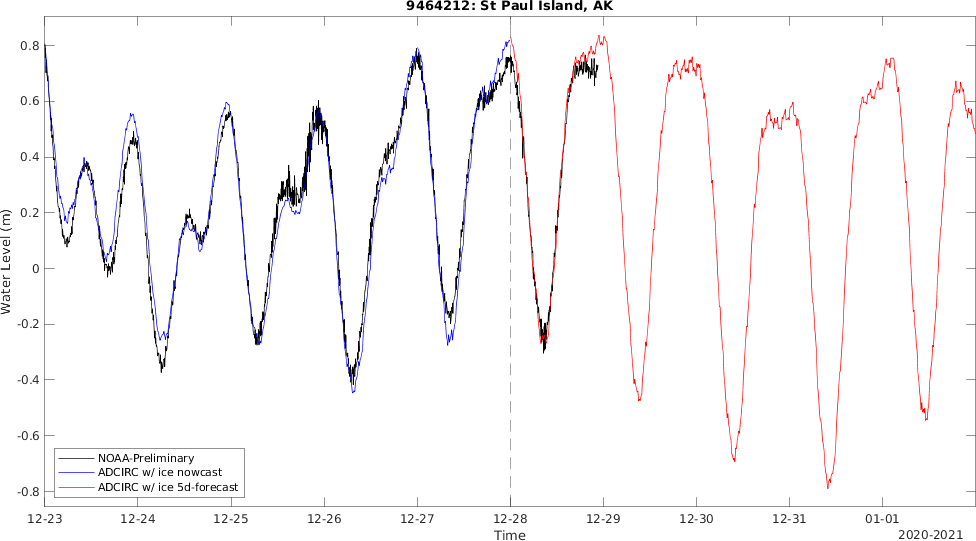 9464212: St Paul Island, AK
Water Level (m)
0.8
0.6
0.4
0.2
0
-0.2
-0.4
-0.6
-0.8
NOAA-Preliminary
ADCIRC w/ ice nowcast
ADCIRC w/ ice 5d-forecast
12-23 12-24 12-25 12-26 12-27 12-28 12-29 12-30 12-31 01-01
Time
2020-2021